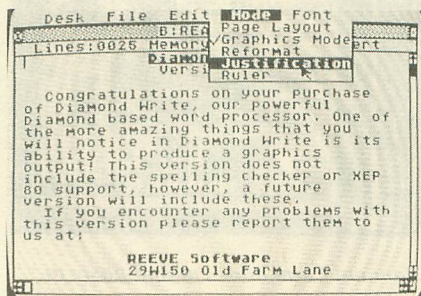 Desk File Edit Mode Font
B:REA
Page Layout
Lines:0025 Memory
✓Graphics Mode
ert
Reformat
Diamon
Justification
Versi
Ruler
Congratulations on your purchase
of Diamond Write, our powerful
Diamond based word processor. One of
the more amazing things that you
will notice in Diamond Write is its
ability to produce a graphics
output! This version does not
include the spelling checker or XEP
80 support, however, a future
version will include these.
If you encounter any problems with
this version please report them to
us at:
REEVE Software
29W150 Old Farm Lane